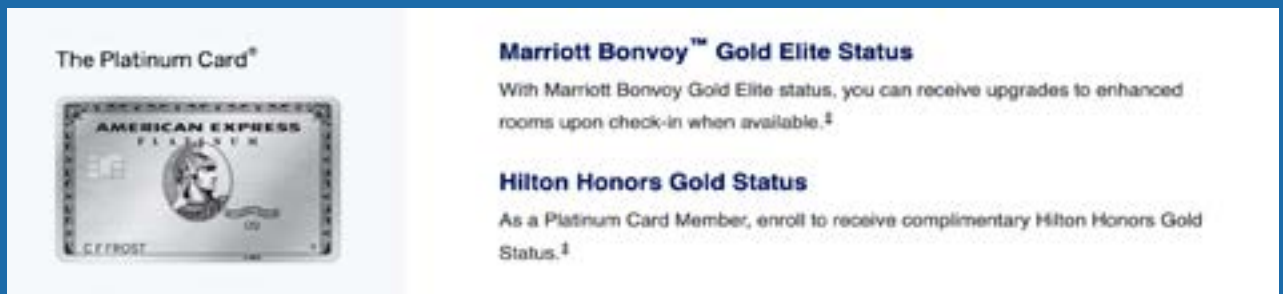 The Platinum Card®
AMERICAN EXPRESS
PLATINUM
C F FROST
Marriott Bonvoy™ Gold Elite Status
With Marriott Bonvoy Gold Elite status, you can receive upgrades to enhanced
rooms upon check-in when available.‡
Hilton Honors Gold Status
As a Platinum Card Member, enroll to receive complimentary Hilton Honors Gold
Status.‡